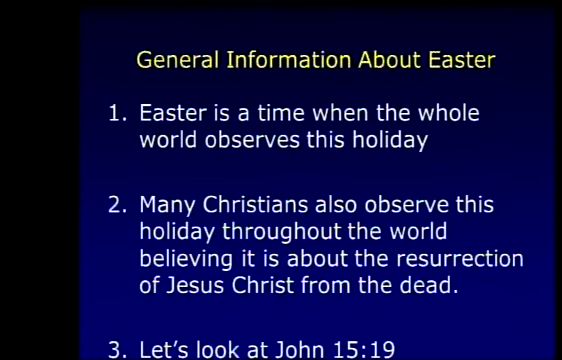 General Information About Easter
1. Easter is a time when the whole
world observes this holiday
2. Many Christians also observe this
holiday throughout the world
believing it is about the resurrection
of Jesus Christ from the dead.
3. Let's look at John 15:19